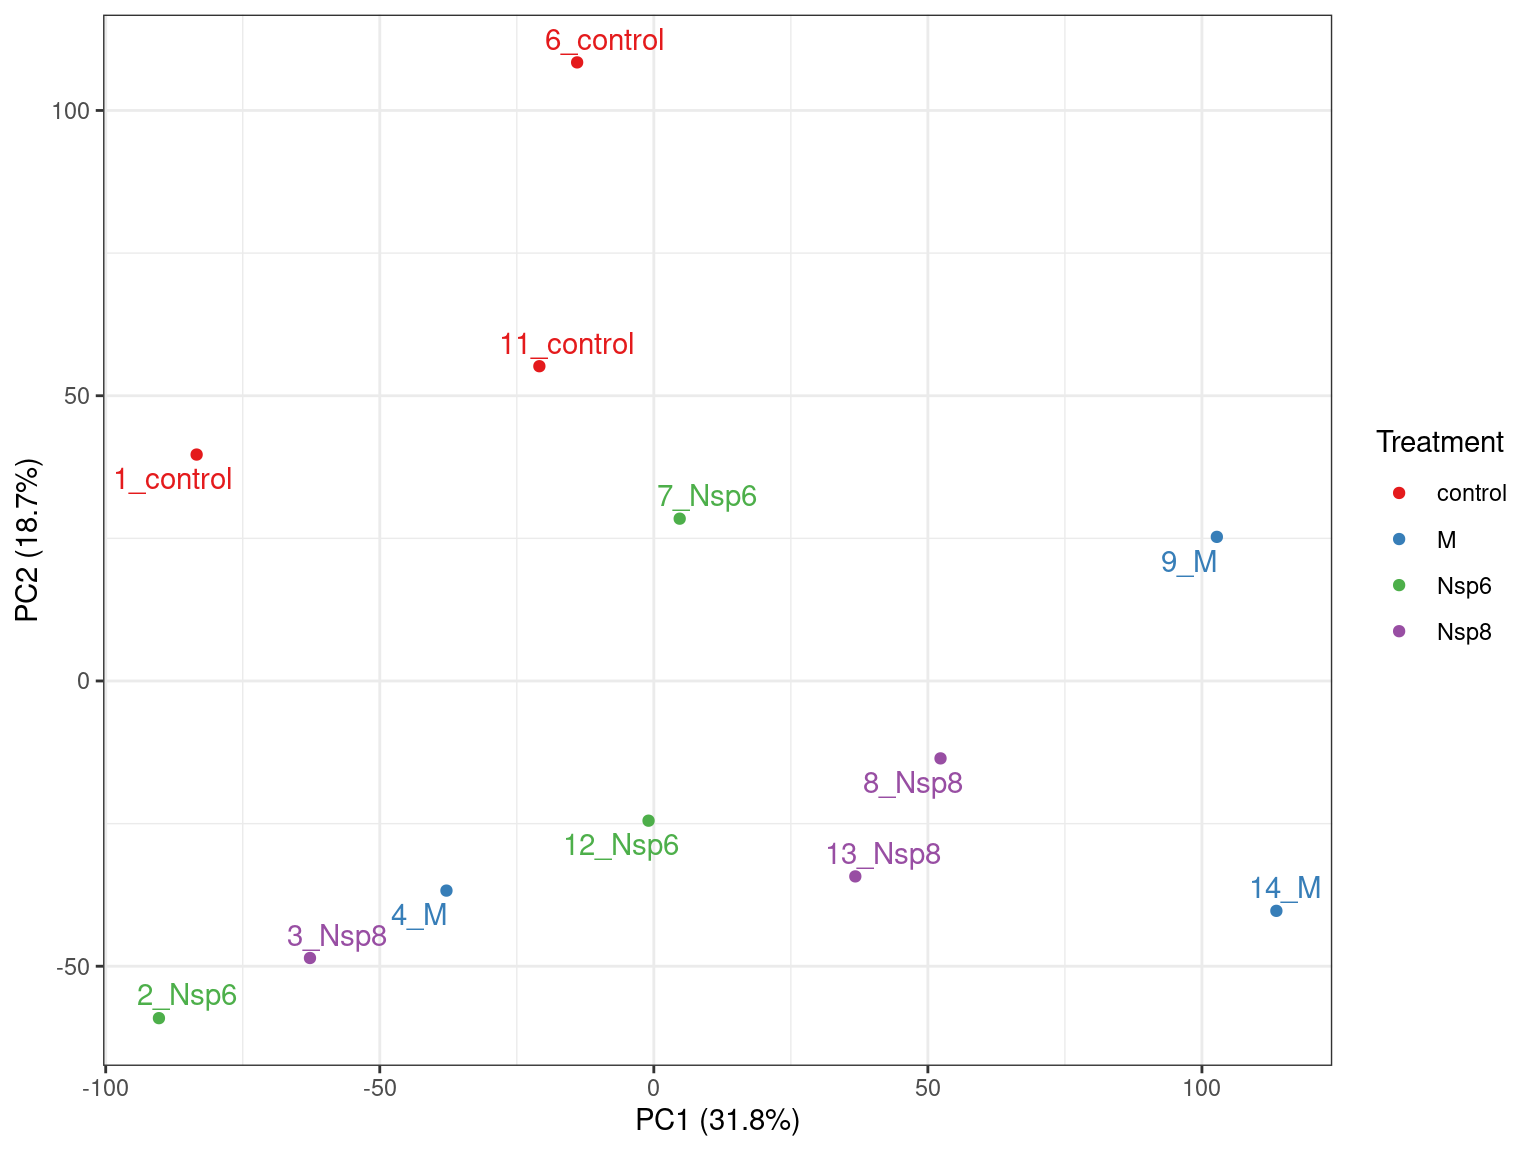 6_control
100
11_control
50
1_control
7_Nsp6
9_M
PC2 (18.7%)
0
8_Nsp8
12_Nsp6
13_Nsp8
14_M
4_M
3_Nsp8
-50
2_Nsp6
-100
-50
0
50
100
PC1 (31.8%)
Treatment
control
M
Nsp6
Nsp8